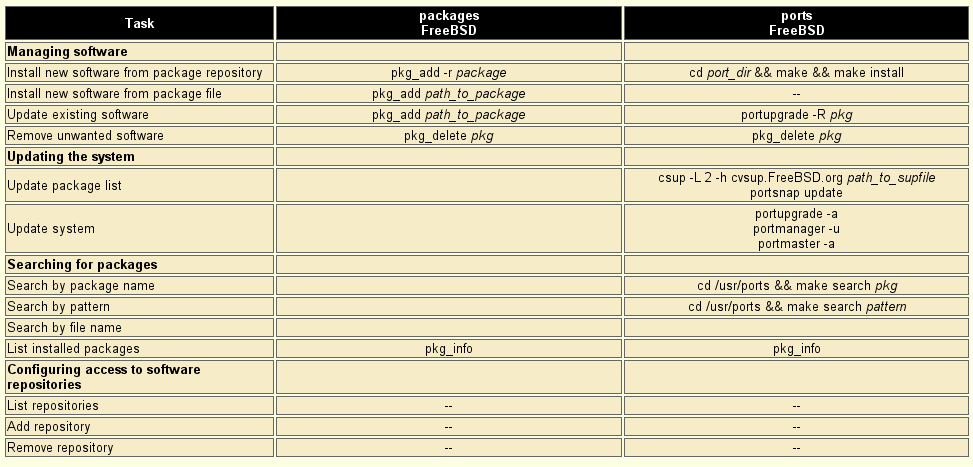 Task
packages
FreeBSD
ports
FreeBSD
Managing software
Install new software from package repository
pkg_add -r package
cd port_dir && make && make install
Install new software from package file
pkg_add path_to_package
--
Update existing software
pkg_add path_to_package
portupgrade -R pkg
Remove unwanted software
pkg_delete pkg
pkg_delete pkg
Updating the system
Update package list
csup -L 2 -h cvsup.FreeBSD.org path_to_supfile
portsnap update
Update system
portupgrade -a
portmanager -u
portmaster -a
Searching for packages
Search by package name
cd /usr/ports && make search pkg
Search by pattern
cd /usr/ports && make search pattern
Search by file name
List installed packages
pkg_info
pkg_info
Configuring access to software
repositories
List repositories
--
--
Add repository
--
--
Remove repository
--
--